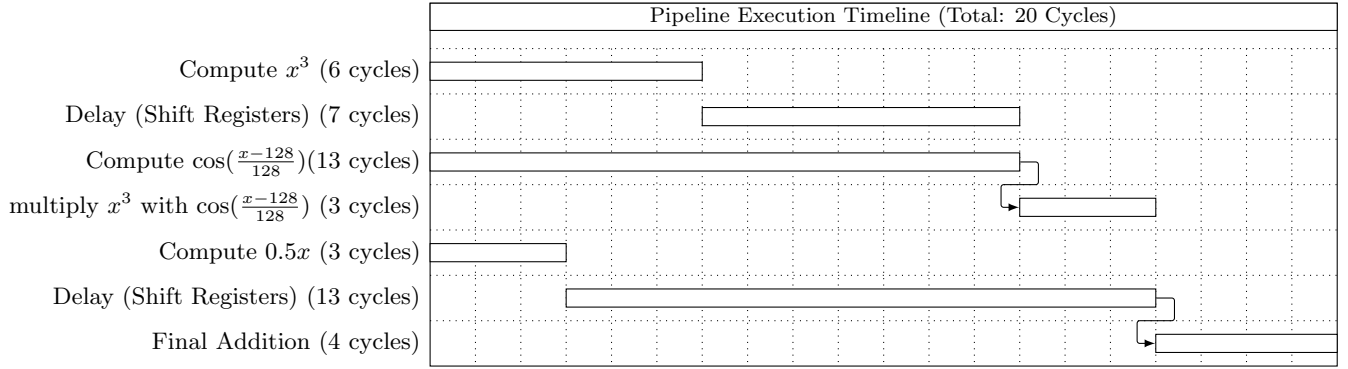 Pipeline Execution Timeline (Total: 20 Cycles)
Compute $x^3$ (6 cycles)
Delay (Shift Registers) (7 cycles)
Compute $\cos(\frac{x-128}{128})$(13 cycles)
multiply $x^3$ with $\cos(\frac{x-128}{128})$ (3 cycles)
Compute $0.5x$ (3 cycles)
Delay (Shift Registers) (13 cycles)
Final Addition (4 cycles)